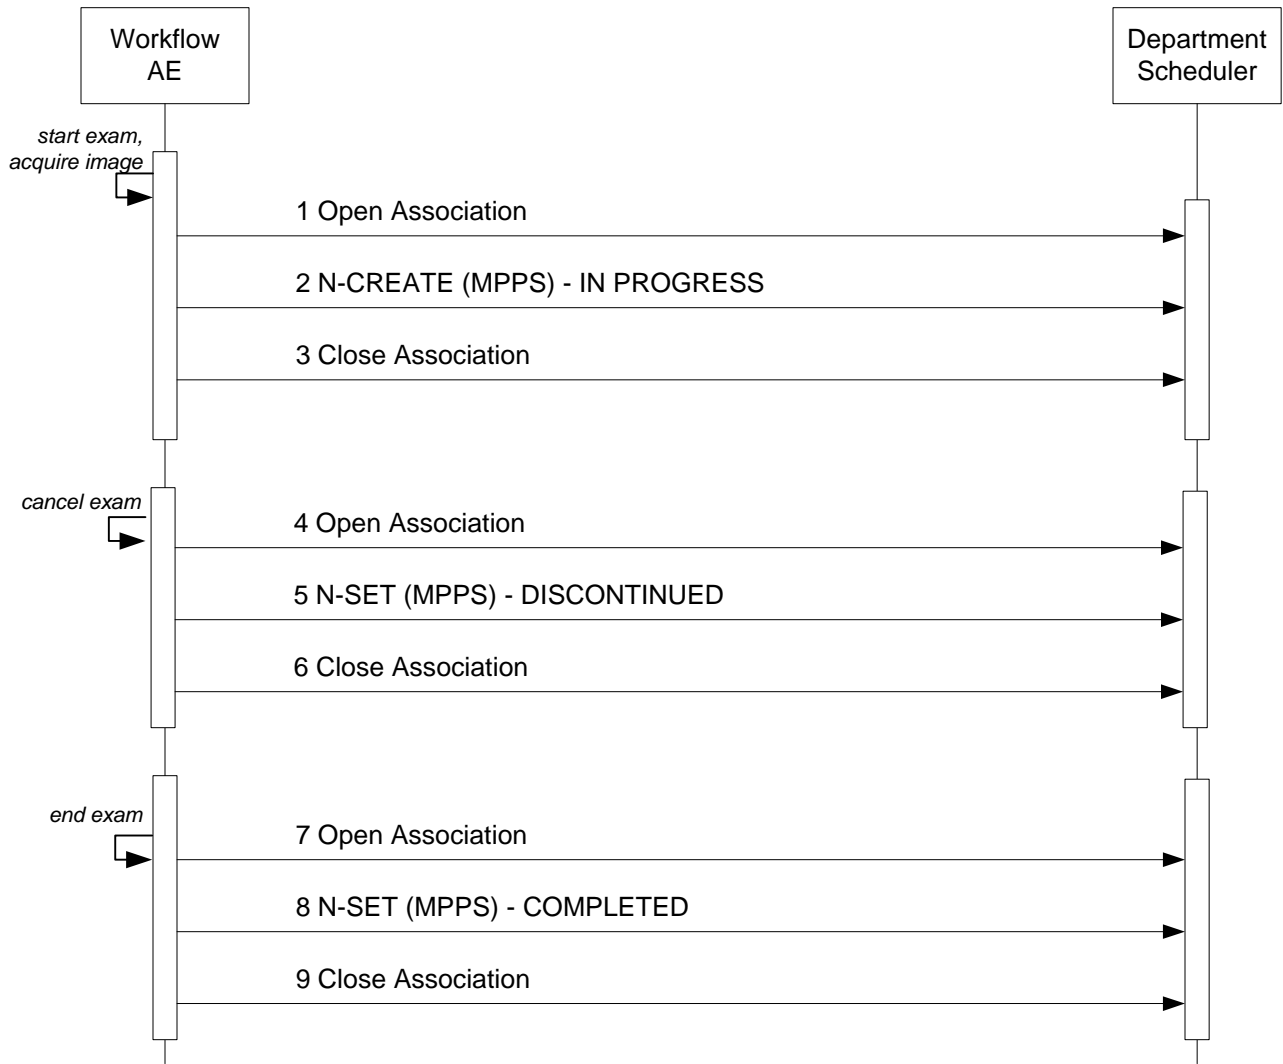 Workflow
AE
Department
Scheduler
start exam,
acquire image
1 Open Association
2 N-CREATE (MPPS) - IN PROGRESS
3 Close Association
cancel exam
4 Open Association
5 N-SET (MPPS) - DISCONTINUED
6 Close Association
end exam
7 Open Association
8 N-SET (MPPS) - COMPLETED
9 Close Association